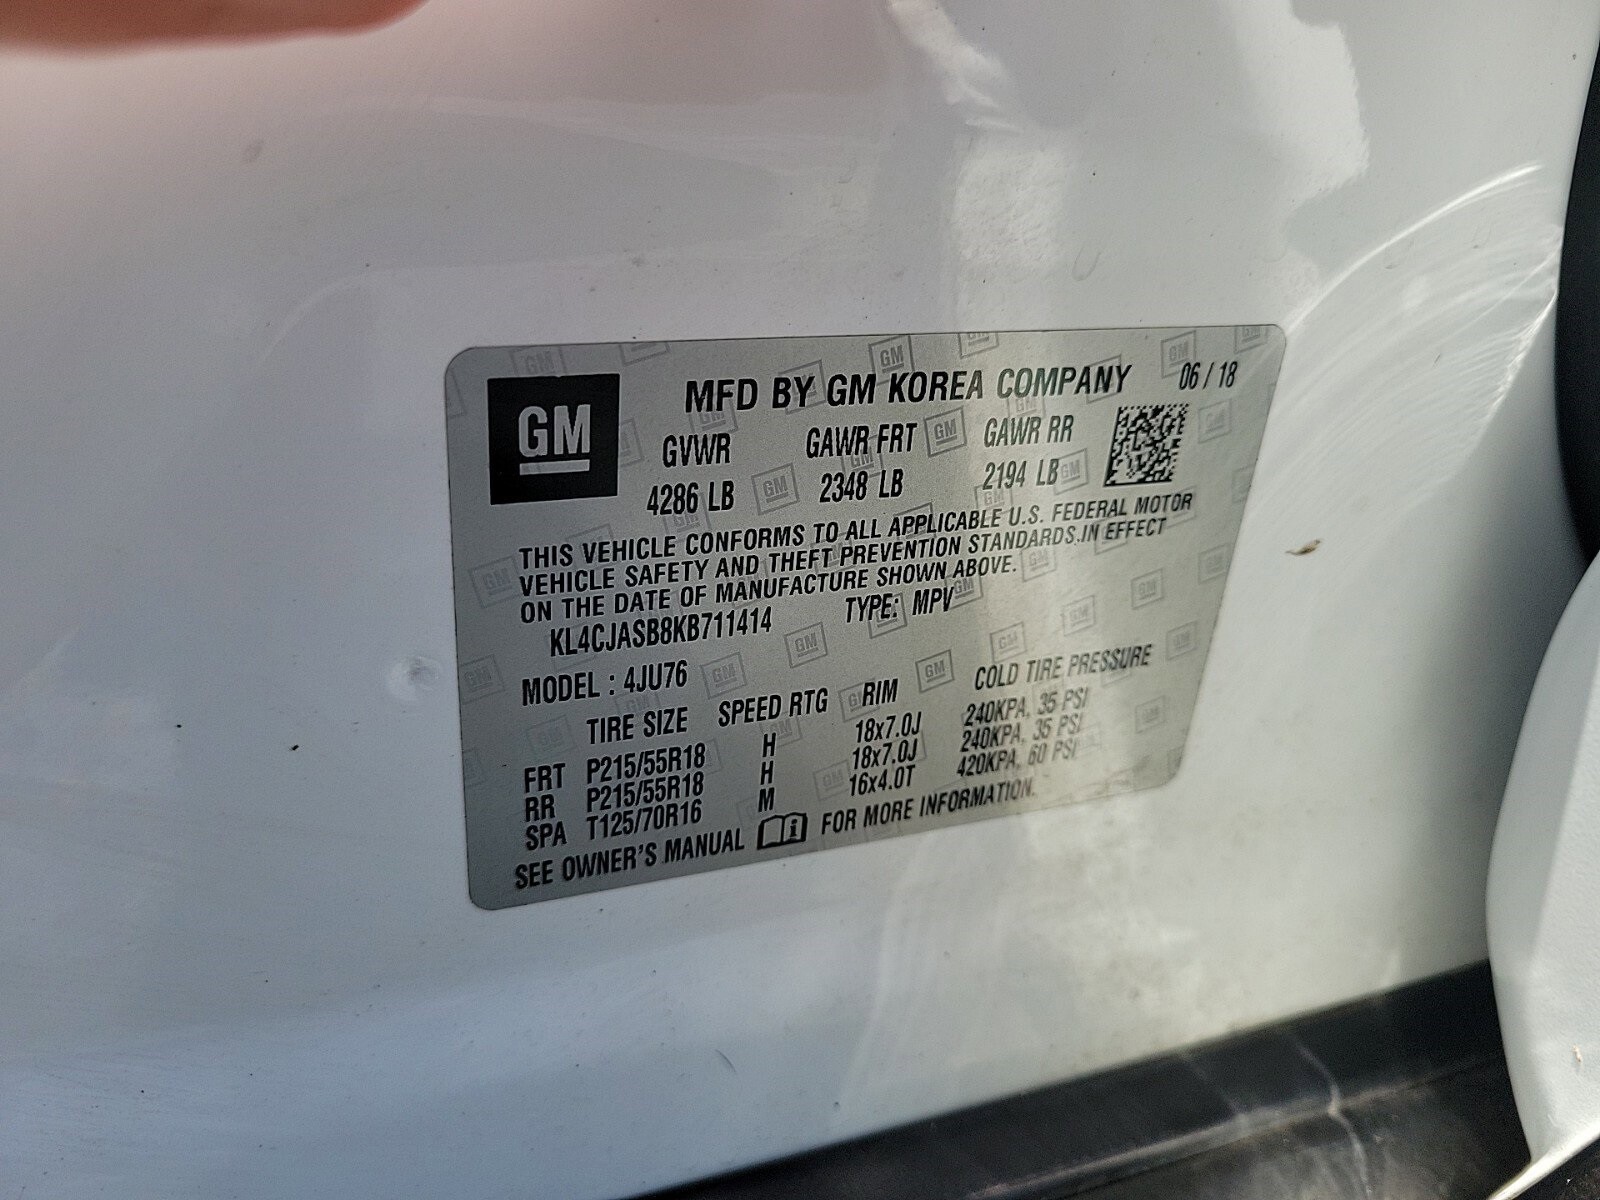 GM
MFD BY GM KOREA COMPANY 06 / 18
GVWR GAWR FRT GAWR RR
4286 LB 2348 LB 2194 LB
THIS VEHICLE CONFORMS TO ALL APPLICABLE U.S. FEDERAL MOTOR
VEHICLE SAFETY AND THEFT PREVENTION STANDARDS.IN EFFECT
ON THE DATE OF MANUFACTURE SHOWN ABOVE.
KL4CJASB8KB711414 TYPE: MPV
MODEL : 4JU76
TIRE SIZE SPEED RTG RIM COLD TIRE PRESSURE
FRT P215/55R18 H 18x7.0J 240KPA, 35 PSI
RR P215/55R18 H 18x7.0J 240KPA, 35 PSI
SPA T125/70R16 M 16x4.0T 420KPA, 60 PSI
SEE OWNER'S MANUAL FOR MORE INFORMATION.